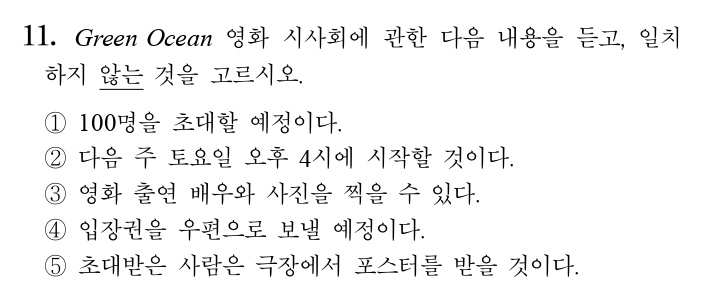 11. Green Ocean 영화 시사회에 관한 다음 내용을 듣고, 일치
하지 않는 것을 고르시오.
① 100명을 초대할 예정이다.
② 다음 주 토요일 오후 4시에 시작할 것이다.
③ 영화 출연 배우와 사진을 찍을 수 있다.
④ 입장권을 우편으로 보낼 예정이다.
⑤ 초대받은 사람은 극장에서 포스터를 받을 것이다.